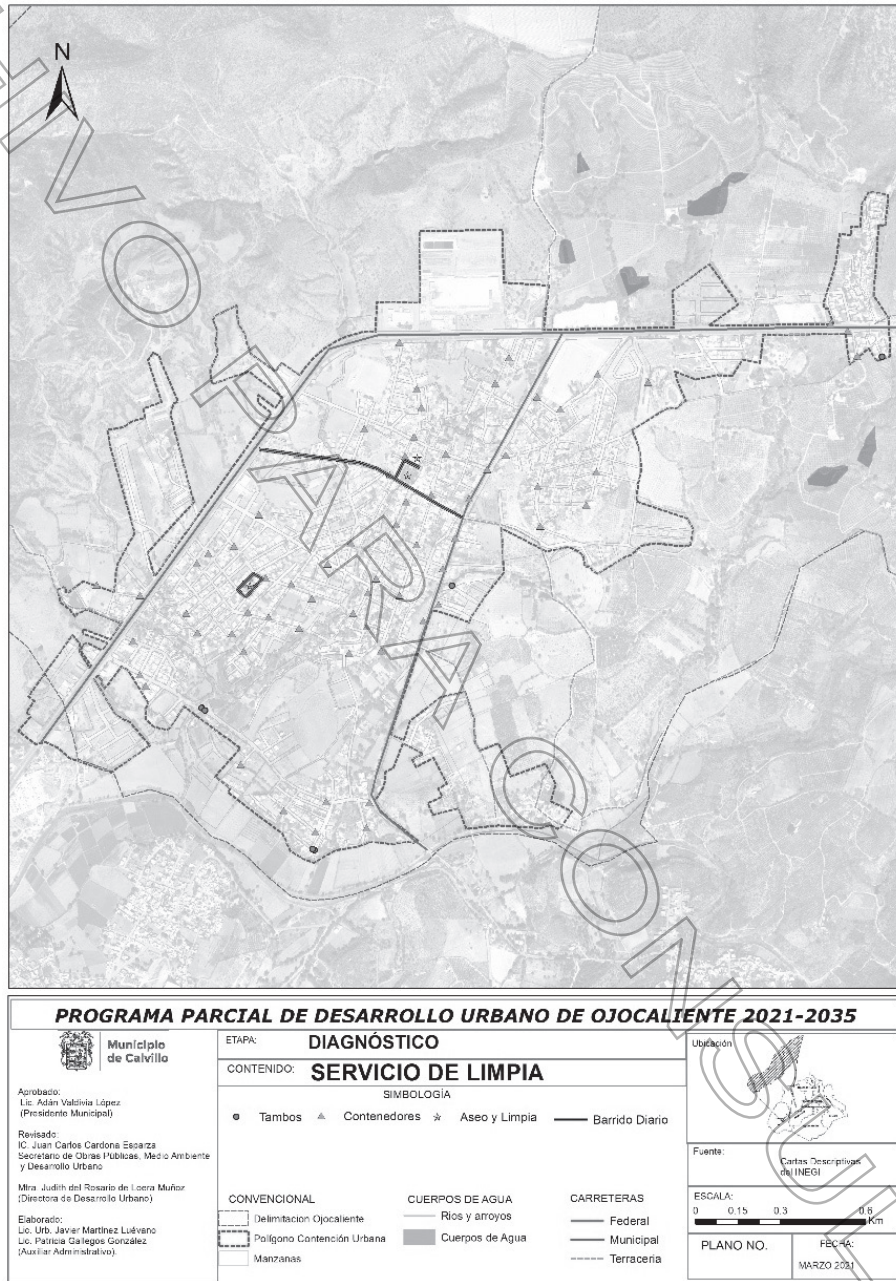 N
PROGRAMA PARCIAL DE DESARROLLO URBANO DE OJOCALIENTE 2021-2035
Municipio
de Calvillo
Aprobado:
Lic. Adán Valdivia López
(Presidente Municipal)
Revisado:
IC. Juan Carlos Cardona Esparza
Secretario de Obras Públicas, Medio Ambiente
y Desarrollo Urbano
Mtra. Judith del Rosario de Loera Muñoz
(Directora de Desarrollo Urbano)
Elaborado:
Lic. Urb. Javier Martínez Luévano
Lic. Patricia Gallegos González
(Auxiliar Administrativo).
ETAPA: DIAGNÓSTICO
CONTENIDO: SERVICIO DE LIMPIA
SIMBOLOGÍA
Tambos Contenedores Aseo y Limpia Barrido Diario
CONVENCIONAL
Delimitacion Ojocaliente
Polígono Contención Urbana
Manzanas
CUERPOS DE AGUA
Rios y arroyos
Cuerpos de Agua
CARRETERAS
Federal
Municipal
Terraceria
Ubicación
Fuente:
Cartas Descriptivas
del INEGI
ESCALA:
0 0.15 0.3 0.6
Km
PLANO NO.
FECHA:
MARZO 2021
PARA CONSUL